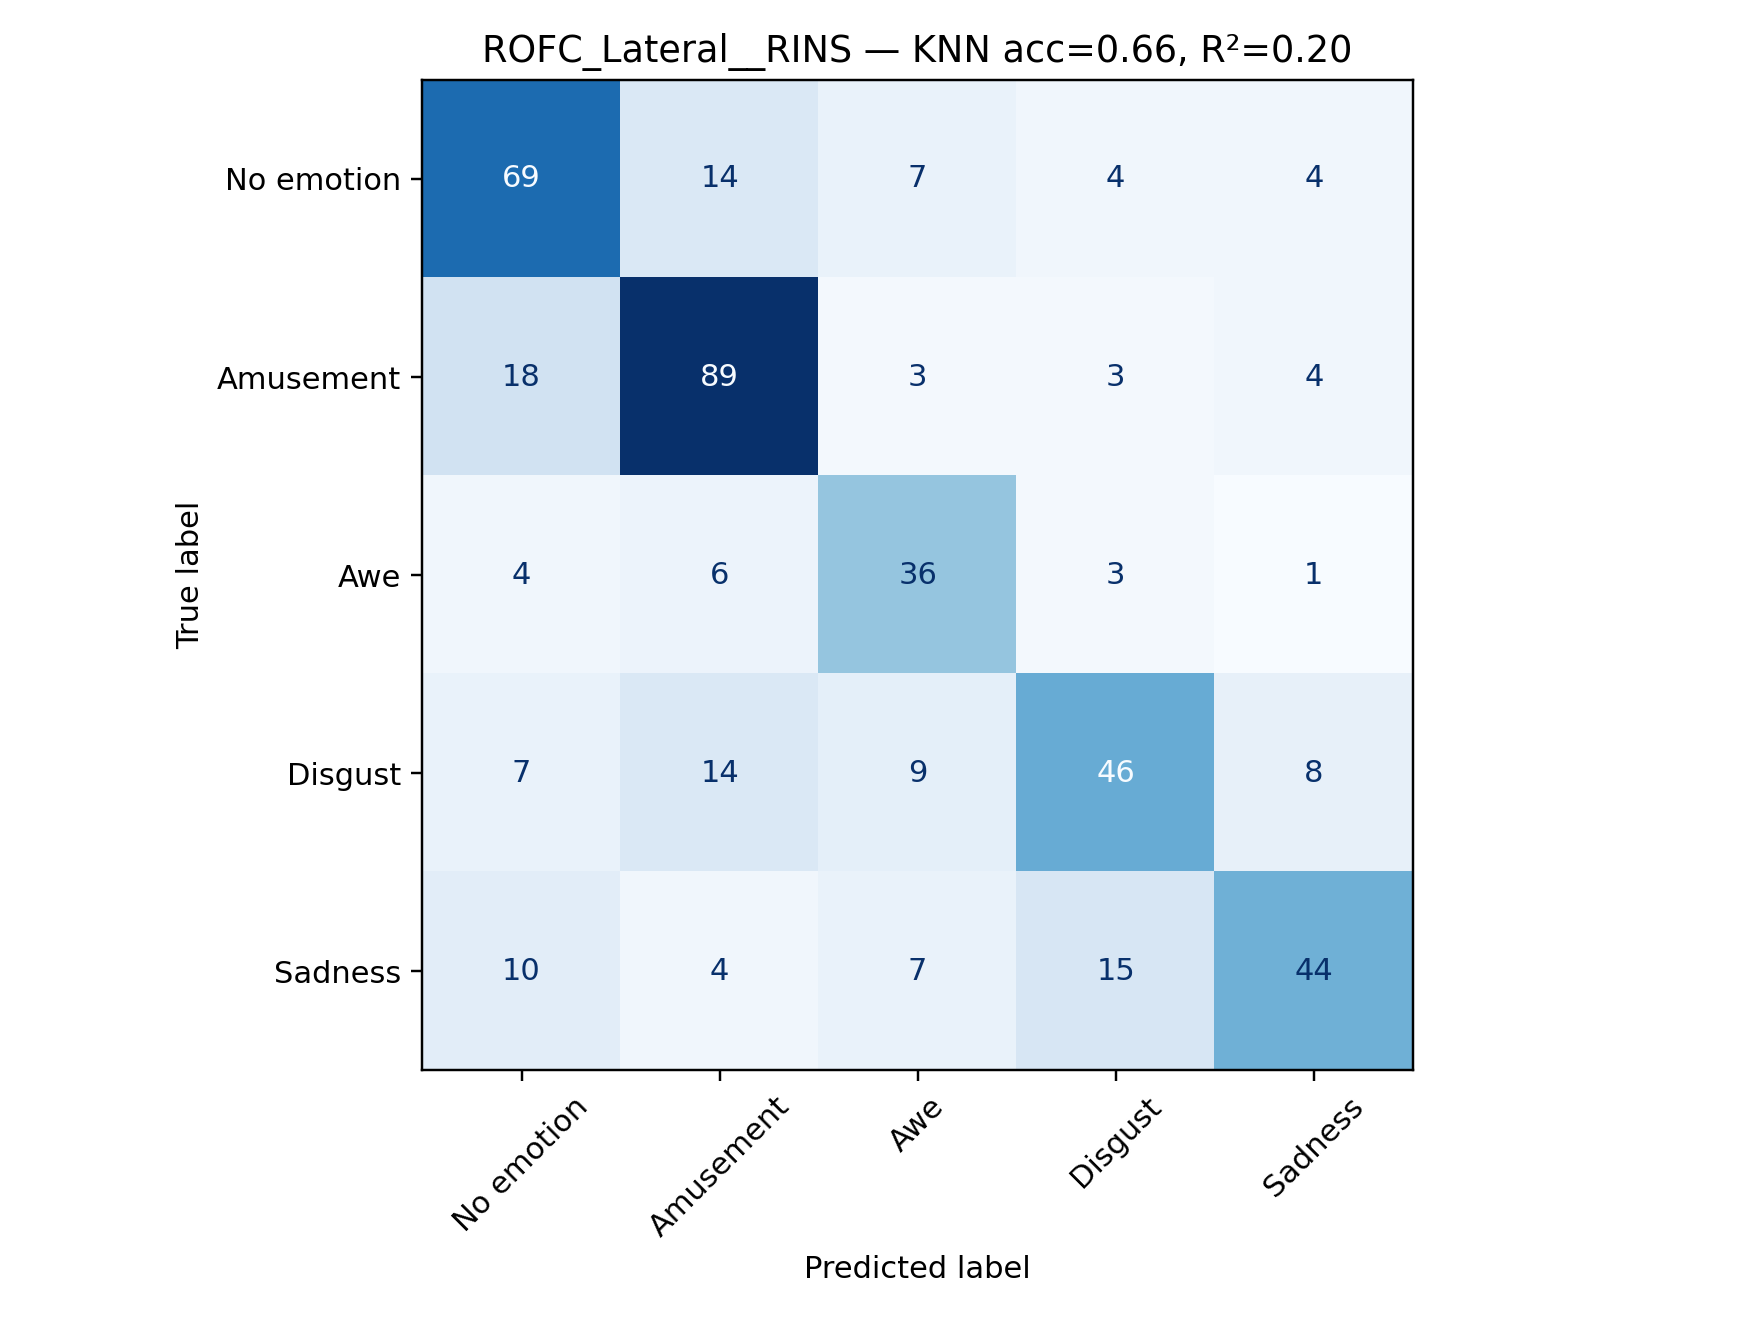 ROFC_Lateral__RINS — KNN acc=0.66, R²=0.20
No emotion 69 14 7 4 4
Amusement 18 89 3 3 4
Awe 4 6 36 3 1
Disgust 7 14 9 46 8
Sadness 10 4 7 15 44
True label
No emotion Amusement Awe Disgust Sadness
Predicted label